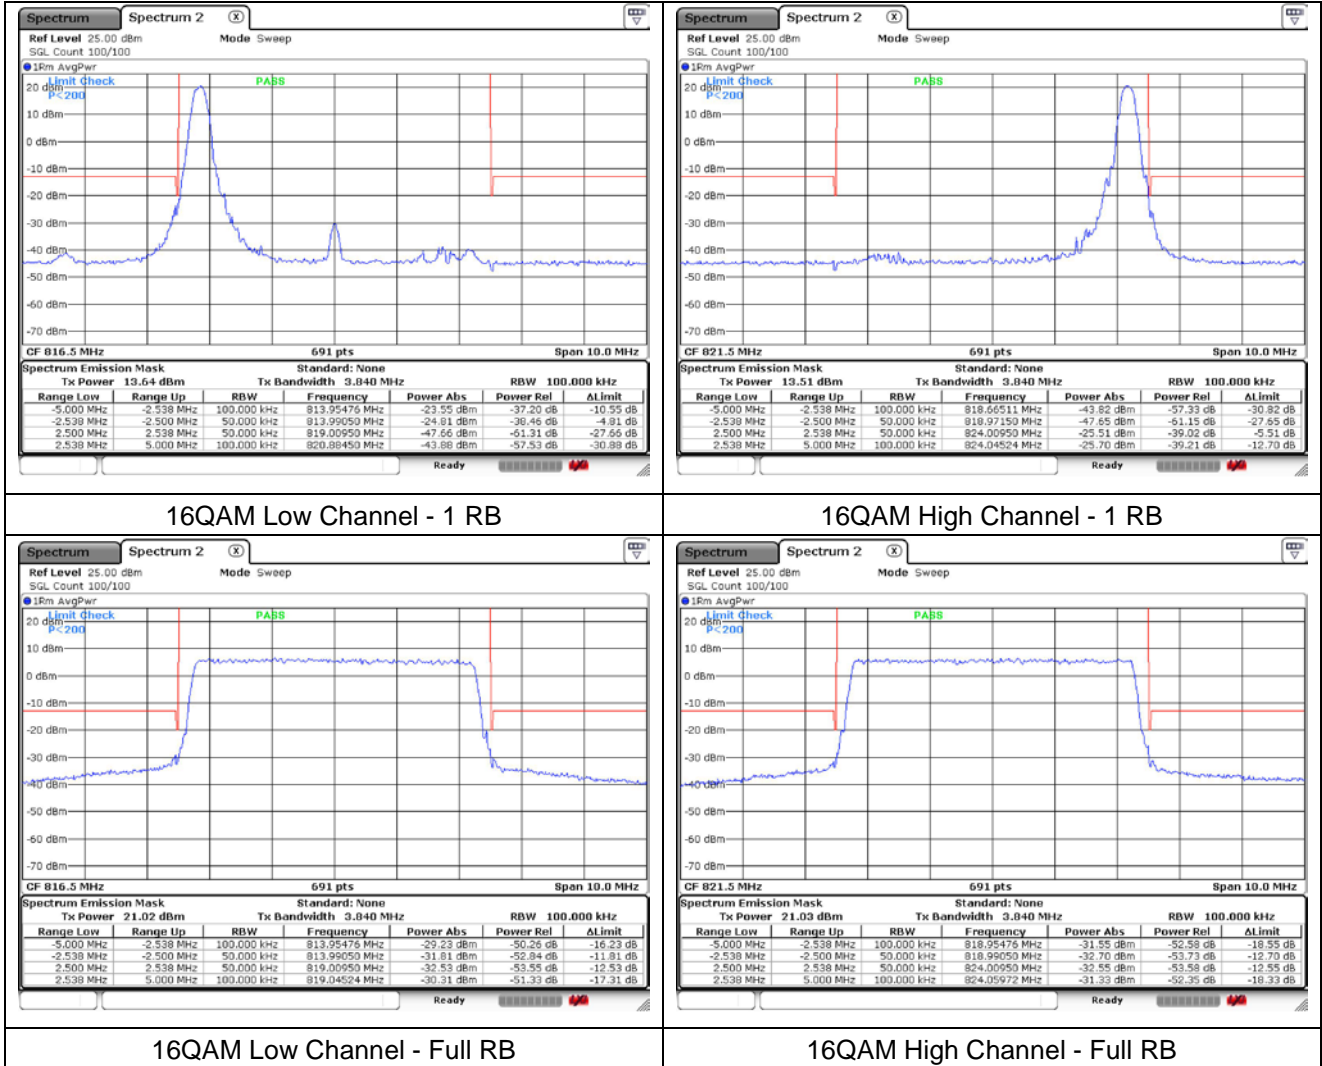 Spectrum Spectrum 2 X
Ref Level 25.00 dBm Mode Sweep
SGL Count 100/100
1Rm AvgPwr
Limit Check PASS
P<200
20 dBm
10 dBm
0 dBm
-10 dBm
-20 dBm
-30 dBm
-40 dBm
-50 dBm
-60 dBm
-70 dBm
CF 816.5 MHz 691 pts Span 10.0 MHz
Spectrum Emission Mask Standard: None
Tx Power 13.64 dBm Tx Bandwidth 3.840 MHz RBW 100.000 kHz
Range Low Range Up RBW Frequency Power Abs Power Rel ΔLimit
-5.000 MHz -2.538 MHz 100.000 kHz 813.95476 MHz -23.55 dBm -37.20 dB -10.55 dB
-2.538 MHz -2.500 MHz 50.000 kHz 813.99050 MHz -24.81 dBm -38.46 dB -4.81 dB
2.500 MHz 2.538 MHz 50.000 kHz 819.00950 MHz -47.66 dBm -61.31 dB -27.66 dB
2.538 MHz 5.000 MHz 100.000 kHz 820.88450 MHz -43.88 dBm -57.53 dB -30.88 dB
Ready
16QAM Low Channel - 1 RB
Spectrum Spectrum 2 X
Ref Level 25.00 dBm Mode Sweep
SGL Count 100/100
1Rm AvgPwr
Limit Check PASS
P<200
20 dBm
10 dBm
0 dBm
-10 dBm
-20 dBm
-30 dBm
-40 dBm
-50 dBm
-60 dBm
-70 dBm
CF 821.5 MHz 691 pts Span 10.0 MHz
Spectrum Emission Mask Standard: None
Tx Power 13.51 dBm Tx Bandwidth 3.840 MHz RBW 100.000 kHz
Range Low Range Up RBW Frequency Power Abs Power Rel ΔLimit
-5.000 MHz -2.538 MHz 100.000 kHz 818.66511 MHz -43.82 dBm -57.33 dB -30.82 dB
-2.538 MHz -2.500 MHz 50.000 kHz 818.97150 MHz -47.65 dBm -61.15 dB -27.65 dB
2.500 MHz 2.538 MHz 50.000 kHz 824.00950 MHz -25.51 dBm -39.02 dB -5.51 dB
2.538 MHz 5.000 MHz 100.000 kHz 824.04524 MHz -25.70 dBm -39.21 dB -12.70 dB
Ready
16QAM High Channel - 1 RB
Spectrum Spectrum 2 X
Ref Level 25.00 dBm Mode Sweep
SGL Count 100/100
1Rm AvgPwr
Limit Check PASS
P<200
20 dBm
10 dBm
0 dBm
-10 dBm
-20 dBm
-30 dBm
-40 dBm
-50 dBm
-60 dBm
-70 dBm
CF 816.5 MHz 691 pts Span 10.0 MHz
Spectrum Emission Mask Standard: None
Tx Power 21.02 dBm Tx Bandwidth 3.840 MHz RBW 100.000 kHz
Range Low Range Up RBW Frequency Power Abs Power Rel ΔLimit
-5.000 MHz -2.538 MHz 100.000 kHz 813.95476 MHz -29.23 dBm -50.26 dB -16.23 dB
-2.538 MHz -2.500 MHz 50.000 kHz 813.99050 MHz -31.81 dBm -52.84 dB -11.81 dB
2.500 MHz 2.538 MHz 50.000 kHz 819.00950 MHz -32.53 dBm -53.55 dB -12.53 dB
2.538 MHz 5.000 MHz 100.000 kHz 819.04524 MHz -30.31 dBm -51.33 dB -17.31 dB
Ready
16QAM Low Channel - Full RB
Spectrum Spectrum 2 X
Ref Level 25.00 dBm Mode Sweep
SGL Count 100/100
1Rm AvgPwr
Limit Check PASS
P<200
20 dBm
10 dBm
0 dBm
-10 dBm
-20 dBm
-30 dBm
-40 dBm
-50 dBm
-60 dBm
-70 dBm
CF 821.5 MHz 691 pts Span 10.0 MHz
Spectrum Emission Mask Standard: None
Tx Power 21.03 dBm Tx Bandwidth 3.840 MHz RBW 100.000 kHz
Range Low Range Up RBW Frequency Power Abs Power Rel ΔLimit
-5.000 MHz -2.538 MHz 100.000 kHz 818.95476 MHz -31.55 dBm -52.58 dB -18.55 dB
-2.538 MHz -2.500 MHz 50.000 kHz 818.99050 MHz -32.70 dBm -53.73 dB -12.70 dB
2.500 MHz 2.538 MHz 50.000 kHz 824.00950 MHz -32.55 dBm -53.58 dB -12.55 dB
2.538 MHz 5.000 MHz 100.000 kHz 824.05972 MHz -31.33 dBm -52.35 dB -18.33 dB
Ready
16QAM High Channel - Full RB